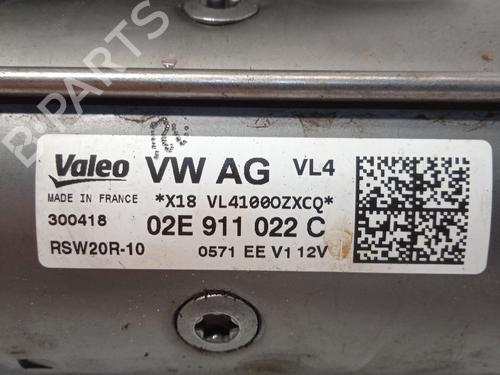 B-PARTS
Valeo VW AG VL4
MADE IN FRANCE *X18 VL4100OZXCQ*
300418 02E 911 022 C
RSW20R-10 0571 EE V1 12V